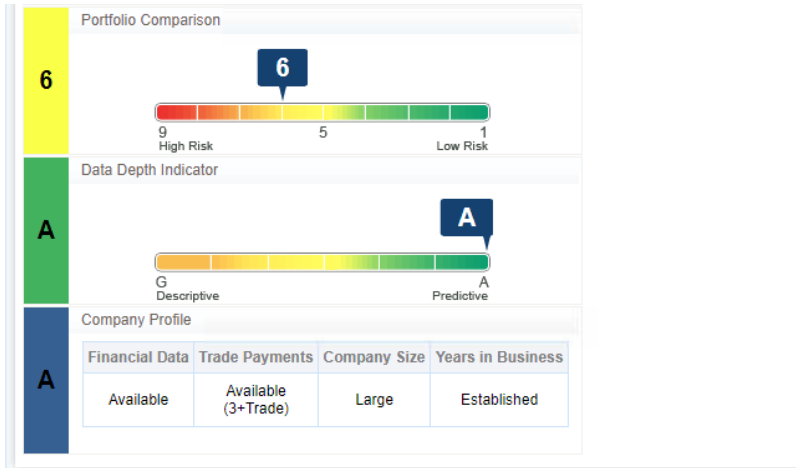 Portfolio Comparison
6
6
9 5 1
High Risk Low Risk
Data Depth Indicator
A
A
G A
Descriptive Predictive
Company Profile
A
Financial Data Trade Payments Company Size Years in Business
Available Available (3+Trade) Large Established